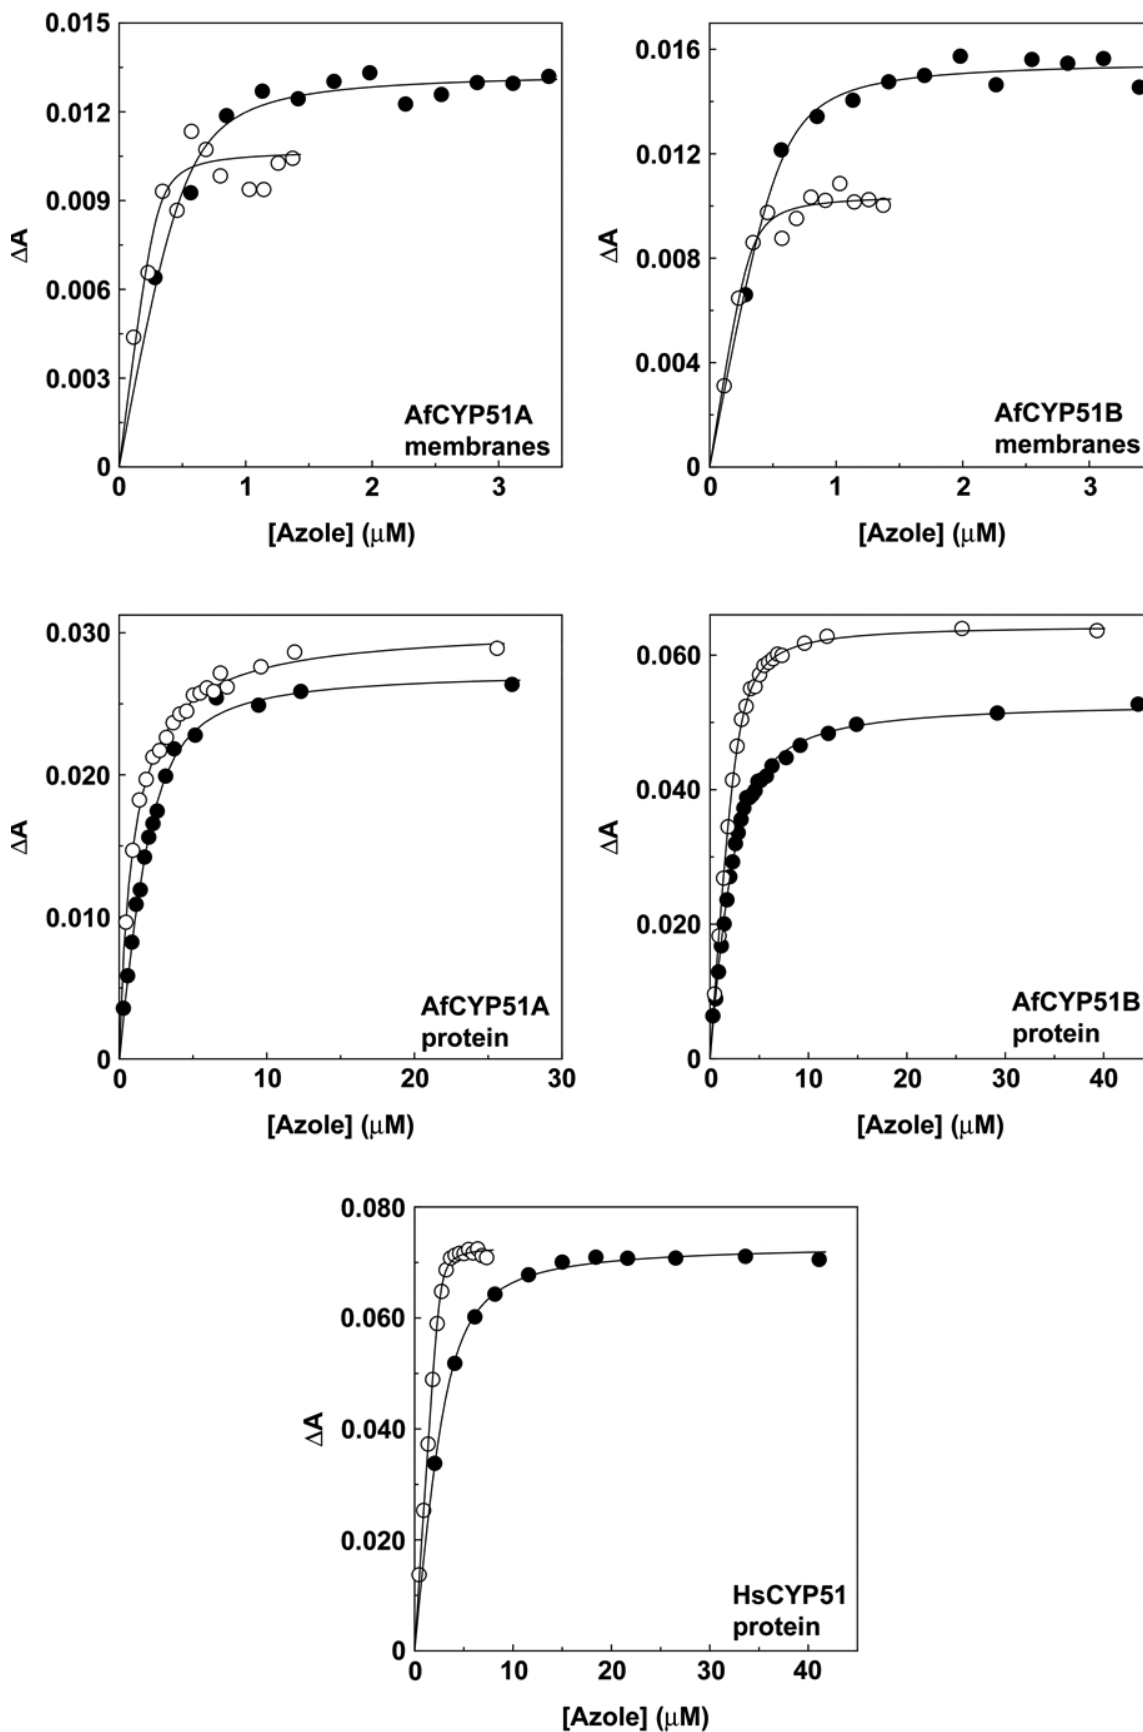 0.015
0.012
0.009
0.006
0.003
0
ΔA
0 1 2 3
[Azole] (μM)
AfCYP51A
membranes
0.016
0.012
0.008
0.004
0
ΔA
0 1 2 3
[Azole] (μM)
AfCYP51B
membranes
0.030
0.020
0.010
0
ΔA
0 10 20 30
[Azole] (μM)
AfCYP51A
protein
0.060
0.040
0.020
0
ΔA
0 10 20 30 40
[Azole] (μM)
AfCYP51B
protein
0.080
0.060
0.040
0.020
0
ΔA
0 10 20 30 40
[Azole] (μM)
HsCYP51
protein